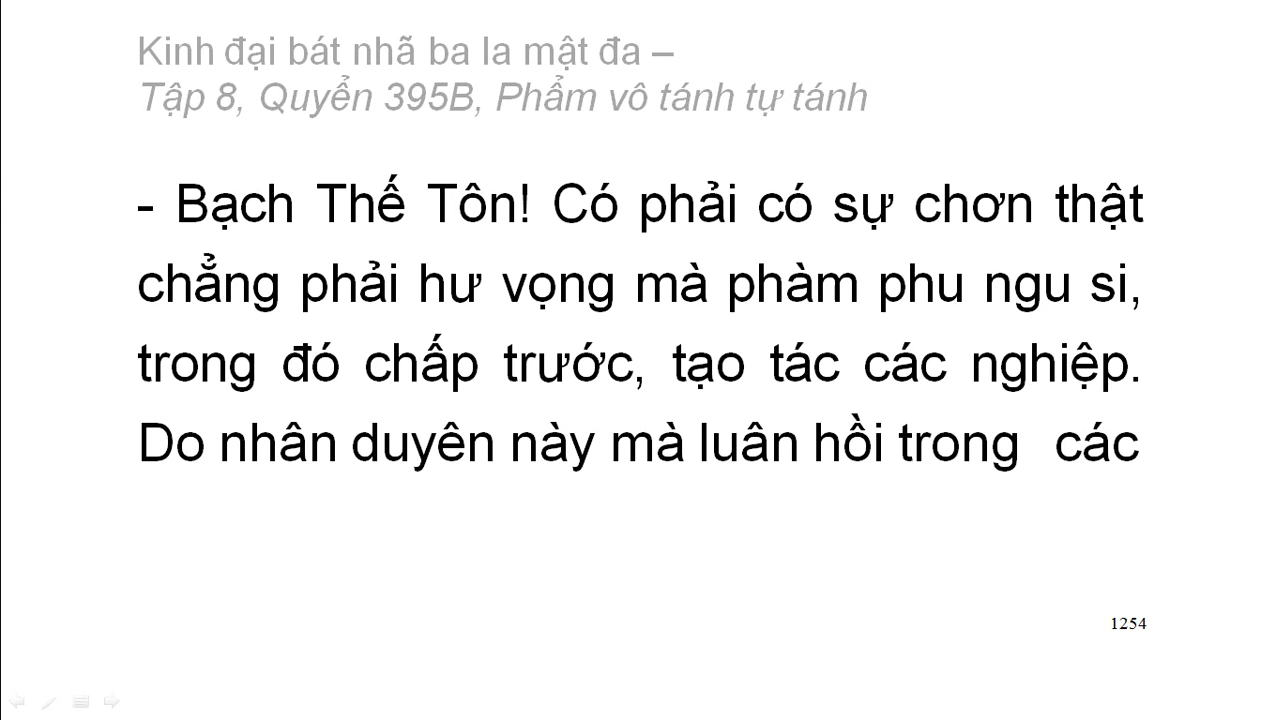 Kinh đại bát nhã ba la mật đa –
Tập 8, Quyển 395B, Phẩm vô tánh tự tánh
- Bạch Thế Tôn! Có phải có sự chơn thật
chẳng phải hư vọng mà phàm phu ngu si,
trong đó chấp trước, tạo tác các nghiệp.
Do nhân duyên này mà luân hồi trong các
1254